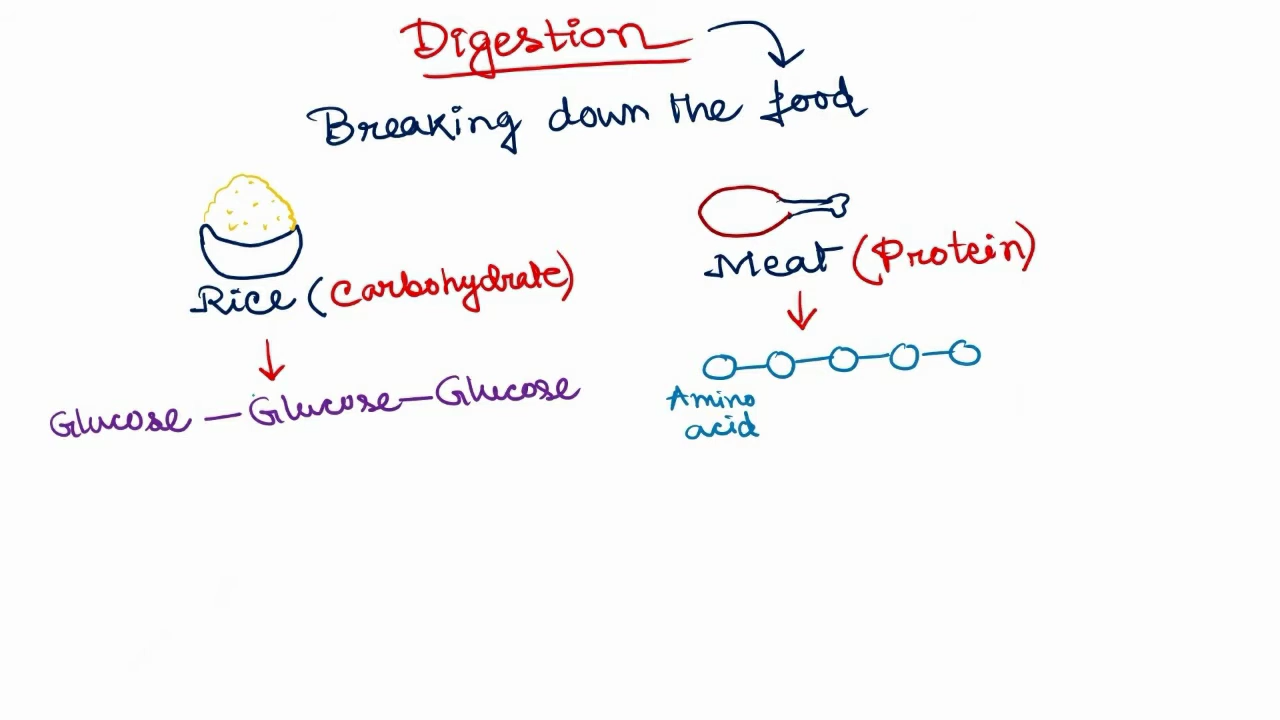 Digestion
Breaking down the food
Rice (Carbohydrate)
Glucose — Glucose — Glucose
Meat (Protein)
Amino
acid